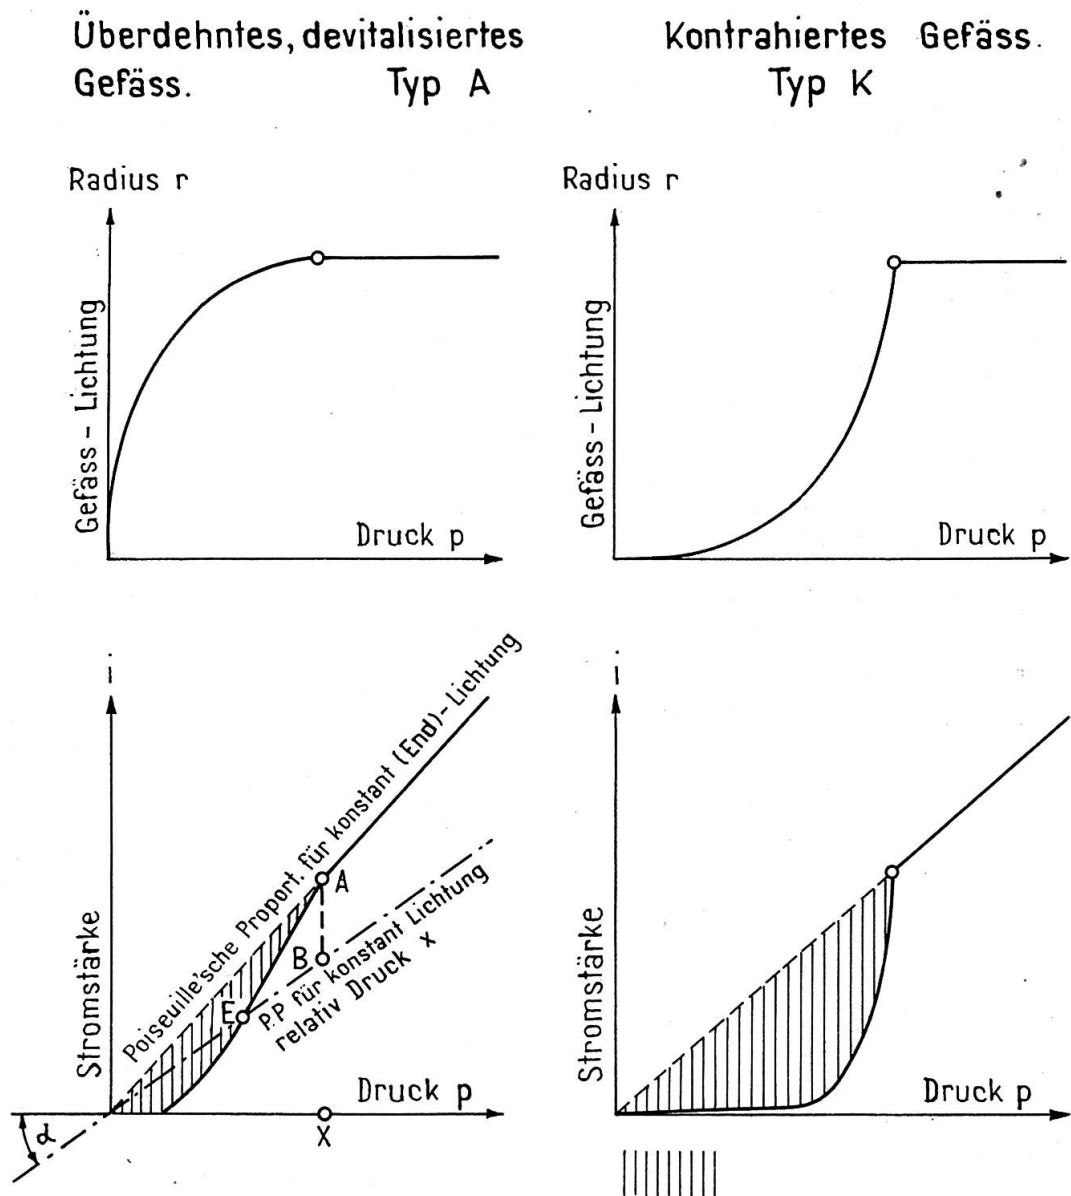 Überdehntes, devitalisiertes
Gefäss. Typ A
Kontrahiertes Gefäss.
Typ K
Radius r
Gefäss - Lichtung
Druck p
Radius r
Gefäss - Lichtung
Druck p
i
Stromstärke
Poiseuille'sche Proport. für konstant (End)- Lichtung
A
B
E
P.P für konstant Lichtung
relativ Druck x
Druck p
X
α
i
Stromstärke
Druck p